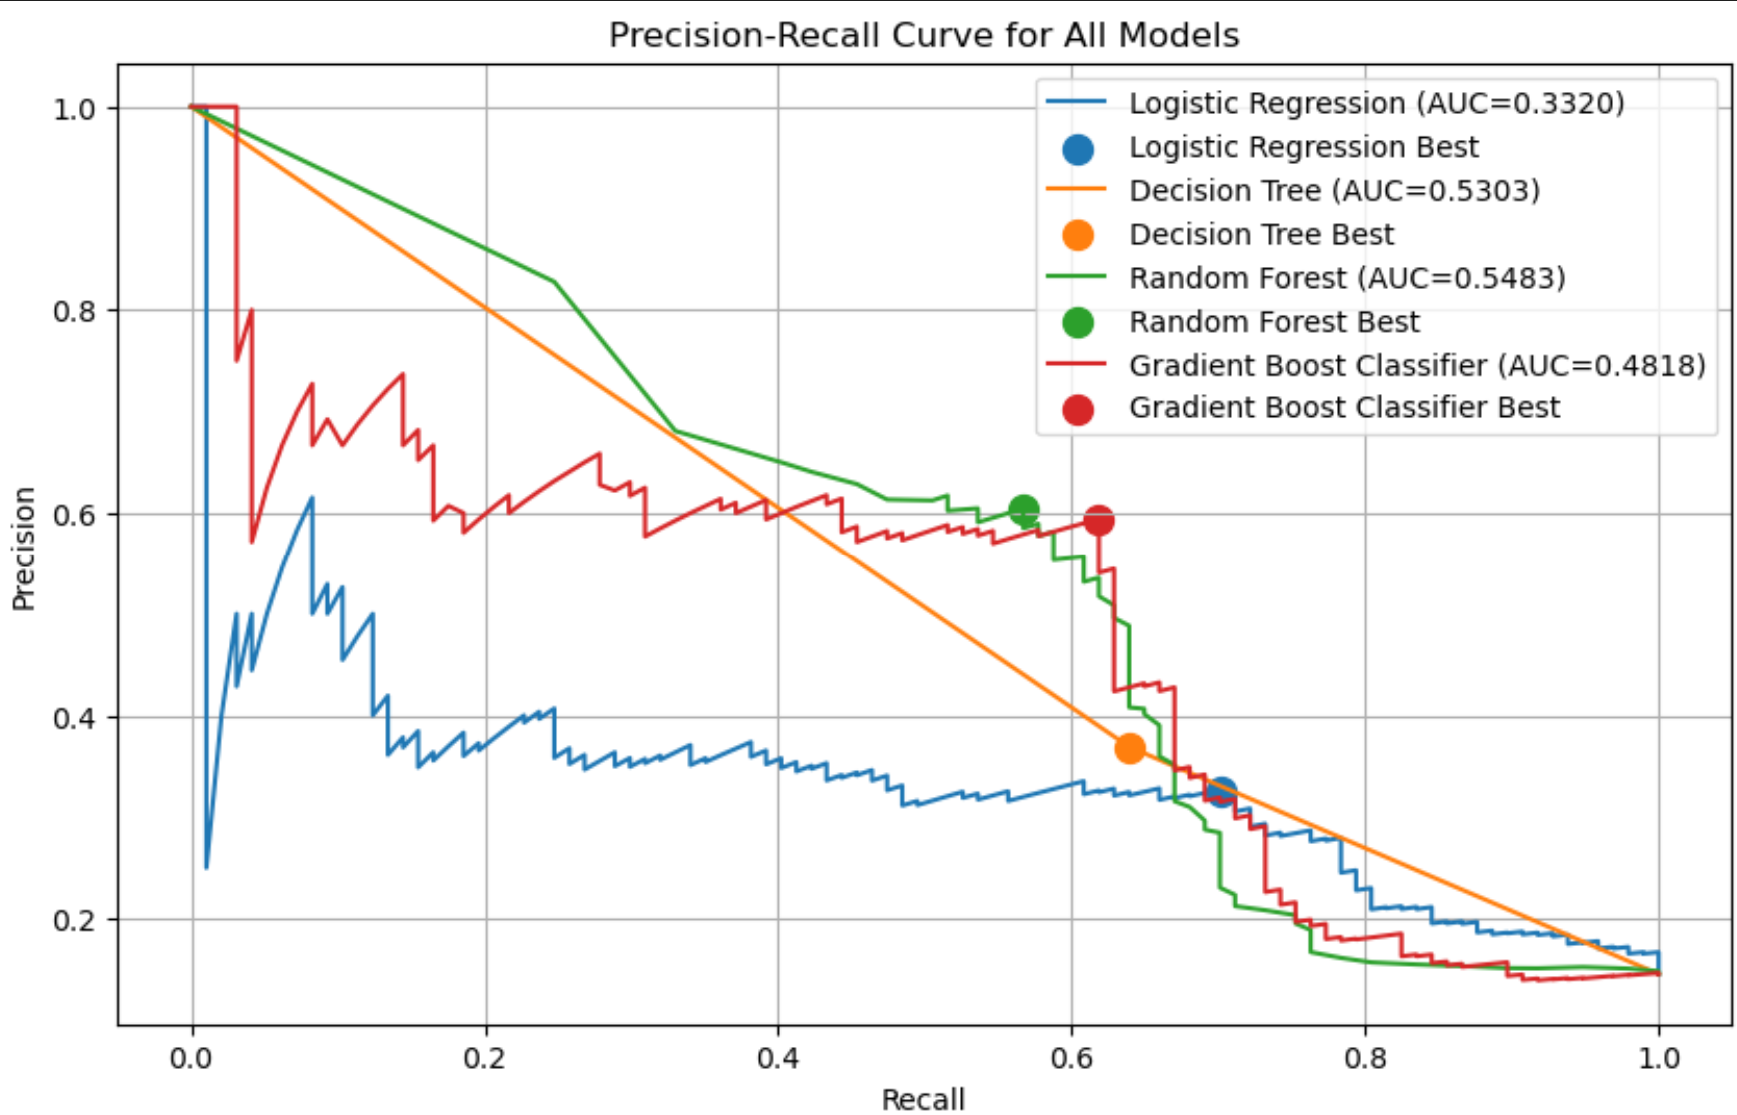 Precision-Recall Curve for All Models
Logistic Regression (AUC=0.3320)
Logistic Regression Best
Decision Tree (AUC=0.5303)
Decision Tree Best
Random Forest (AUC=0.5483)
Random Forest Best
Gradient Boost Classifier (AUC=0.4818)
Gradient Boost Classifier Best
Precision
1.0
0.8
0.6
0.4
0.2
0.0 0.2 0.4 0.6 0.8 1.0
Recall